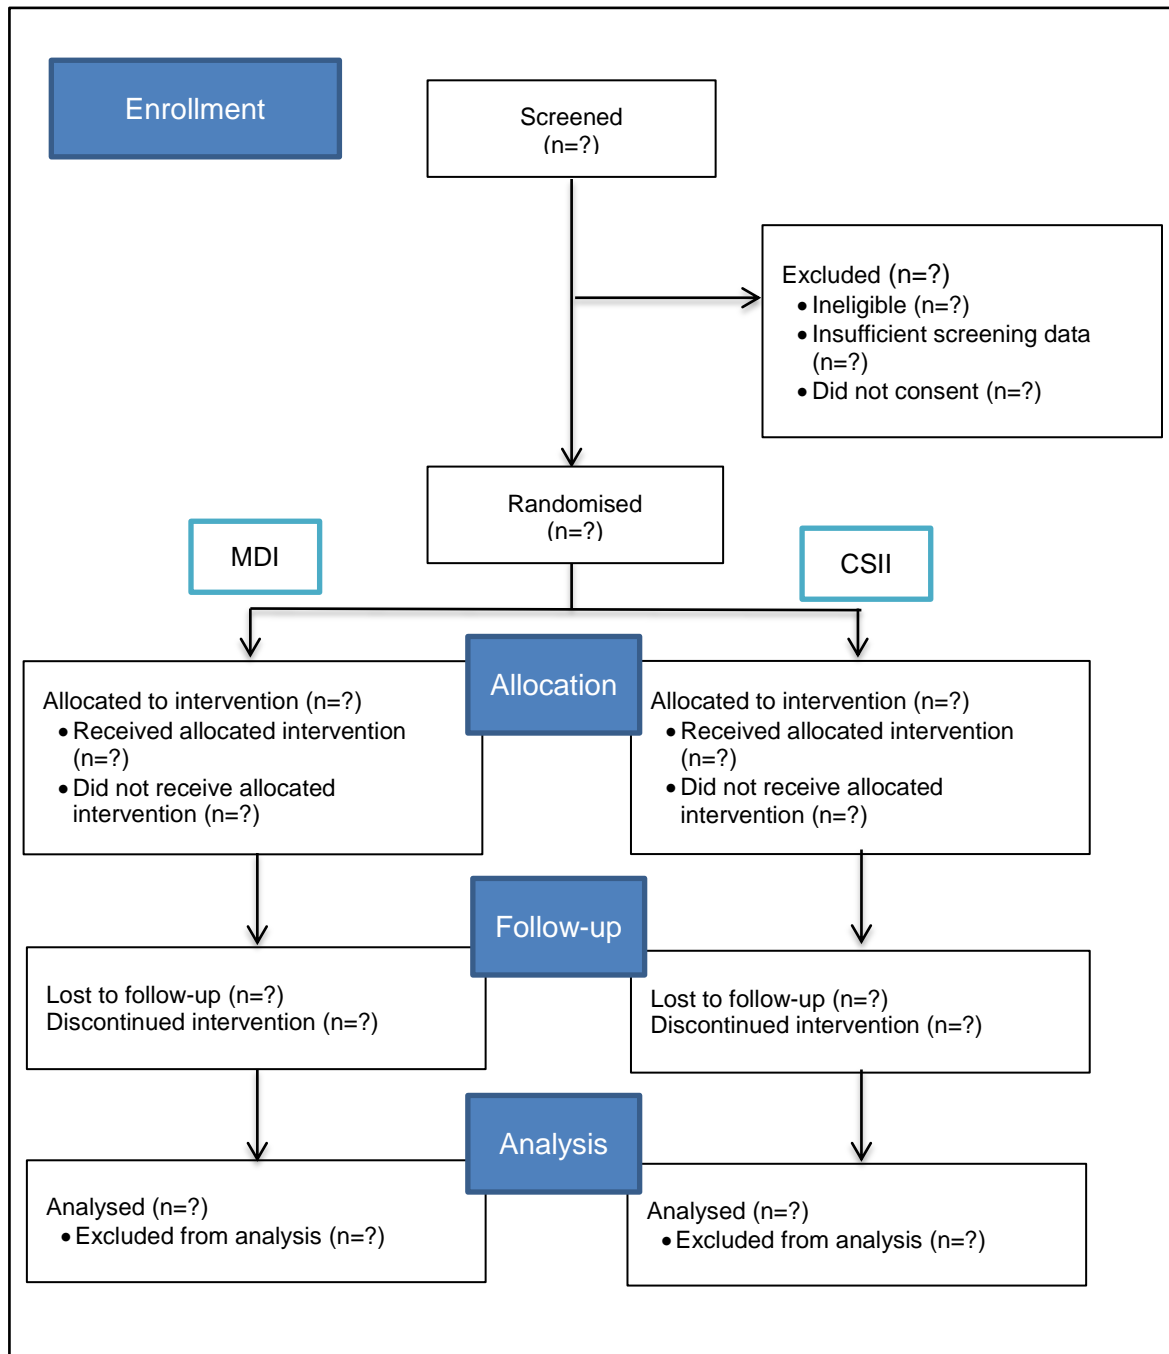 Enrollment
Screened
(n=?)
Excluded (n=?)
• Ineligible (n=?)
• Insufficient screening data
(n=?)
• Did not consent (n=?)
Randomised
(n=?)
MDI
CSII
Allocation
Allocated to intervention (n=?)
• Received allocated intervention
(n=?)
• Did not receive allocated
intervention (n=?)
Allocated to intervention (n=?)
• Received allocated intervention
(n=?)
• Did not receive allocated
intervention (n=?)
Follow-up
Lost to follow-up (n=?)
Discontinued intervention (n=?)
Lost to follow-up (n=?)
Discontinued intervention (n=?)
Analysis
Analysed (n=?)
• Excluded from analysis (n=?)
Analysed (n=?)
• Excluded from analysis (n=?)